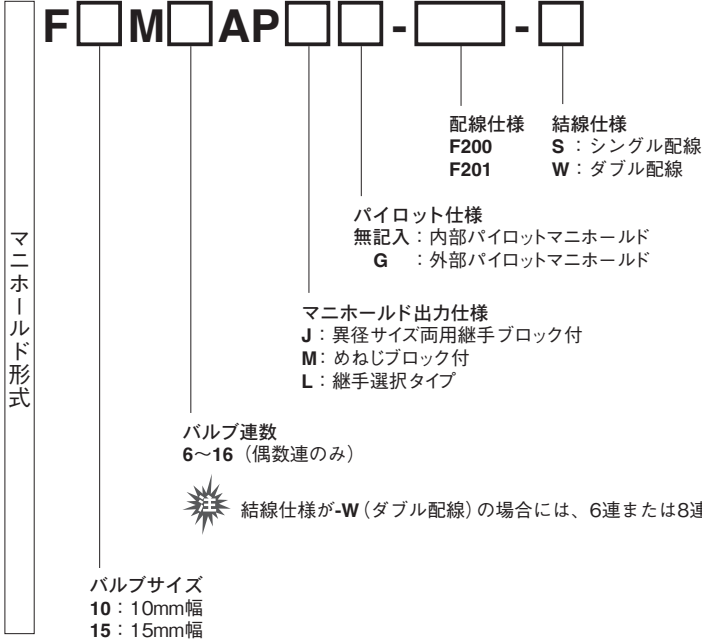 F□M□AP□□-□-□
配線仕様
F200
F201
結線仕様
S：シングル配線
W：ダブル配線
パイロット仕様
無記入：内部パイロットマニホールド
G：外部パイロットマニホールド
マニホールド出力仕様
J：異径サイズ両用継手ブロック付
M：めねじブロック付
L：継手選択タイプ
マニホールド形式
バルブ連数
6〜16（偶数連のみ）
注 結線仕様が-W（ダブル配線）の場合には、6連または8連
バルブサイズ
10：10mm幅
15：15mm幅